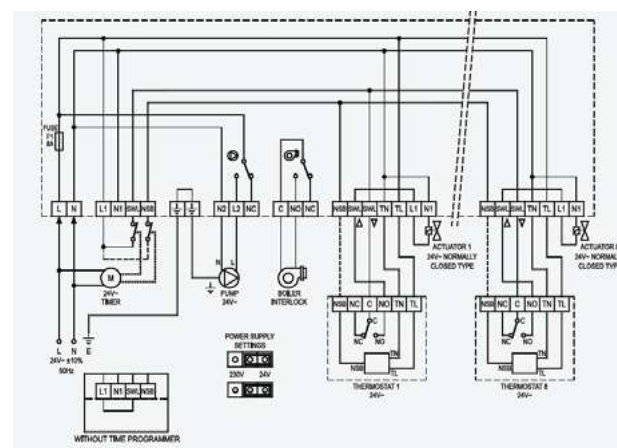 FUSE
F1
8A
L N L1 N1 SWL NSB N2 L2 NC C NO NC NSB SWL SWL TN TL L1 N1 NSB SWL SWL TN TL L1 N1
ACTUATOR 1
24V~ NORMALLY
CLOSED TYPE
ACTUATOR
24V~ NORMALLY
CLOSED TYP
M
24V~
TIMER
N L
PUMP
24V~
BOILER
INTERLOCK
NSB NC C NO TN TL NSB NC C NO TN TL
C
NC NO
C
NC NO
TN
NSB TL
TN
NSB TL
THERMOSTAT 1
24V~
THERMOSTAT 8
24V~
L N E
24V~ ±10%
50Hz
POWER SUPPLY
SETTINGS
230V 24V
L1 N1 SWL NSB
WITHOUT TIME PROGRAMMER